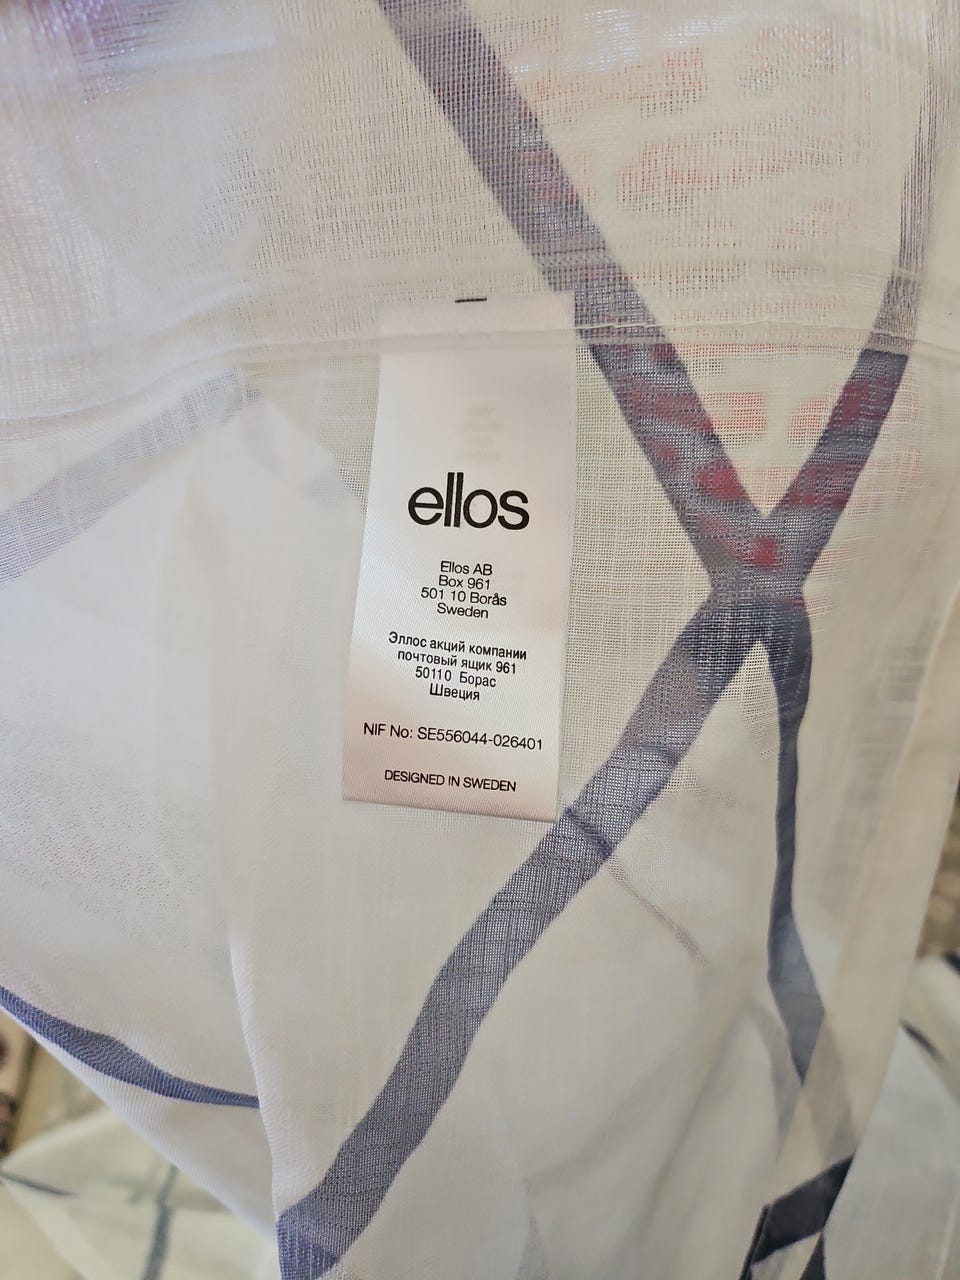 ellos
Ellos AB
Box 961
501 10 Borås
Sweden
Эллос акций компании
почтовый ящик 961
50110 Борас
Швеция
NIF No: SE556044-026401
DESIGNED IN SWEDEN